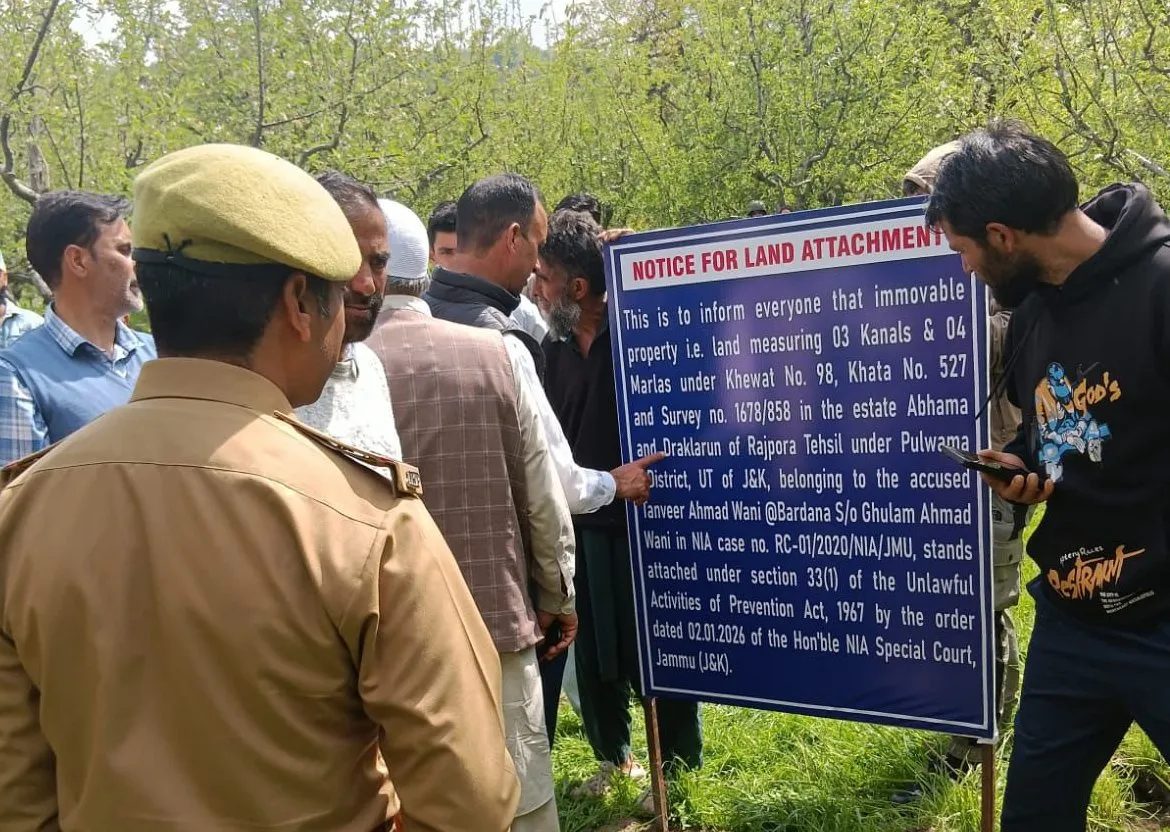 NOTICE FOR LAND ATTACHMENT
This is to inform everyone that immovable
property i.e. land measuring 03 Kanals & 04
Marlas under Khewat No. 98, Khata No. 527
and Survey no. 1678/858 in the estate Abhama
and Draklarun of Rajpora Tehsil under Pulwama
District, UT of J&K, belonging to the accused
Tanveer Ahmad Wani @Bardana S/o Ghulam Ahmad
Wani in NIA case no. RC-01/2020/NIA/JMU, stands
attached under section 33(1) of the Unlawful
Activities of Prevention Act, 1967 by the order
dated 02.01.2026 of the Hon'ble NIA Special Court,
Jammu (J&K).
God's